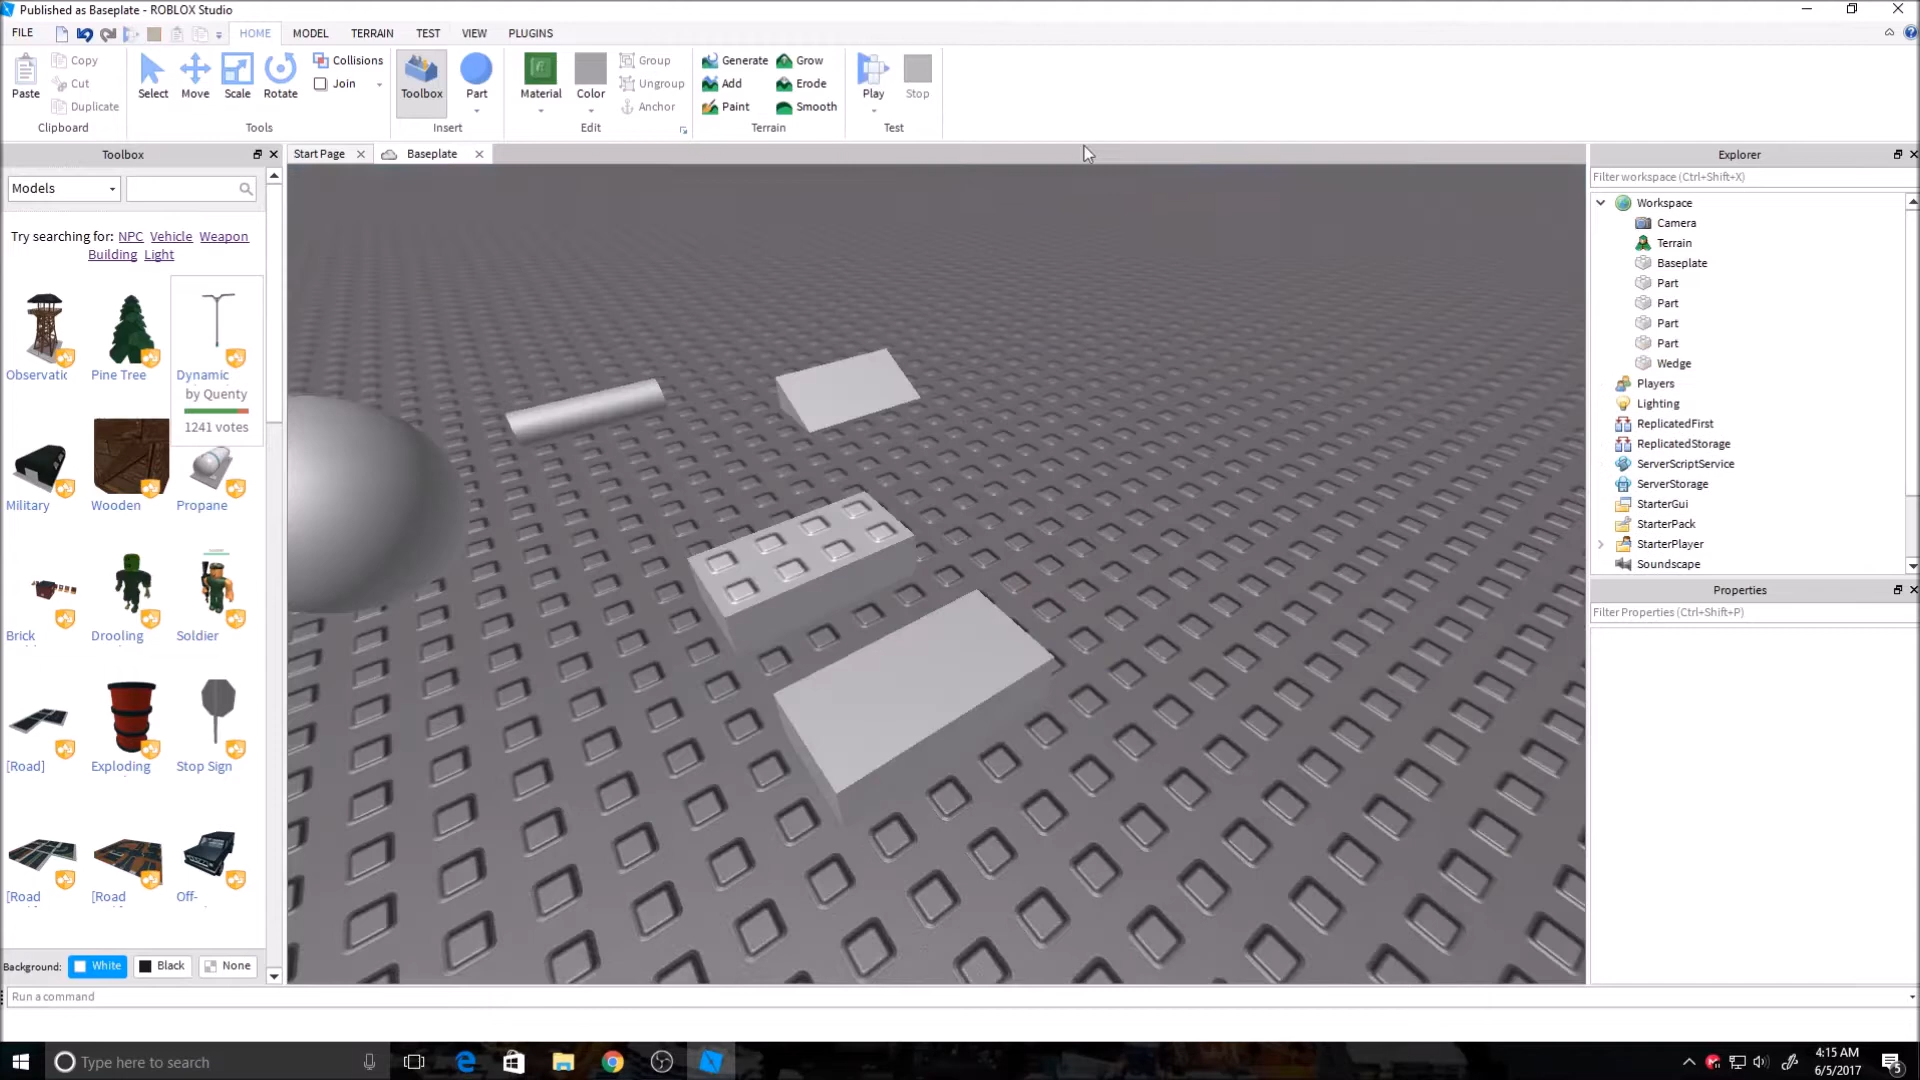 Published as Baseplate - ROBLOX Studio
FILE HOME MODEL TERRAIN TEST VIEW PLUGINS
Paste
Copy
Cut
Duplicate
Clipboard
Select Move Scale Rotate
Collisions
Join
Tools
Toolbox Part
Insert
Material Color
Group
Ungroup
Anchor
Edit
Generate Grow
Add Erode
Paint Smooth
Terrain
Play Stop
Test
Toolbox
Models
Try searching for: NPC Vehicle Weapon
Building Light
Observatic Pine Tree Dynamic
by Quenty
1241 votes
Military Wooden Propane
Brick Drooling Soldier
[Road] Exploding Stop Sign
[Road [Road Off-
Background: White Black None
Start Page Baseplate
Explorer
Filter workspace (Ctrl+Shift+X)
Workspace
Camera
Terrain
Baseplate
Part
Part
Part
Part
Wedge
Players
Lighting
ReplicatedFirst
ReplicatedStorage
ServerScriptService
ServerStorage
StarterGui
StarterPack
StarterPlayer
Soundscape
Properties
Filter Properties (Ctrl+Shift+P)
Run a command
Type here to search
4:15 AM
6/5/2017
5